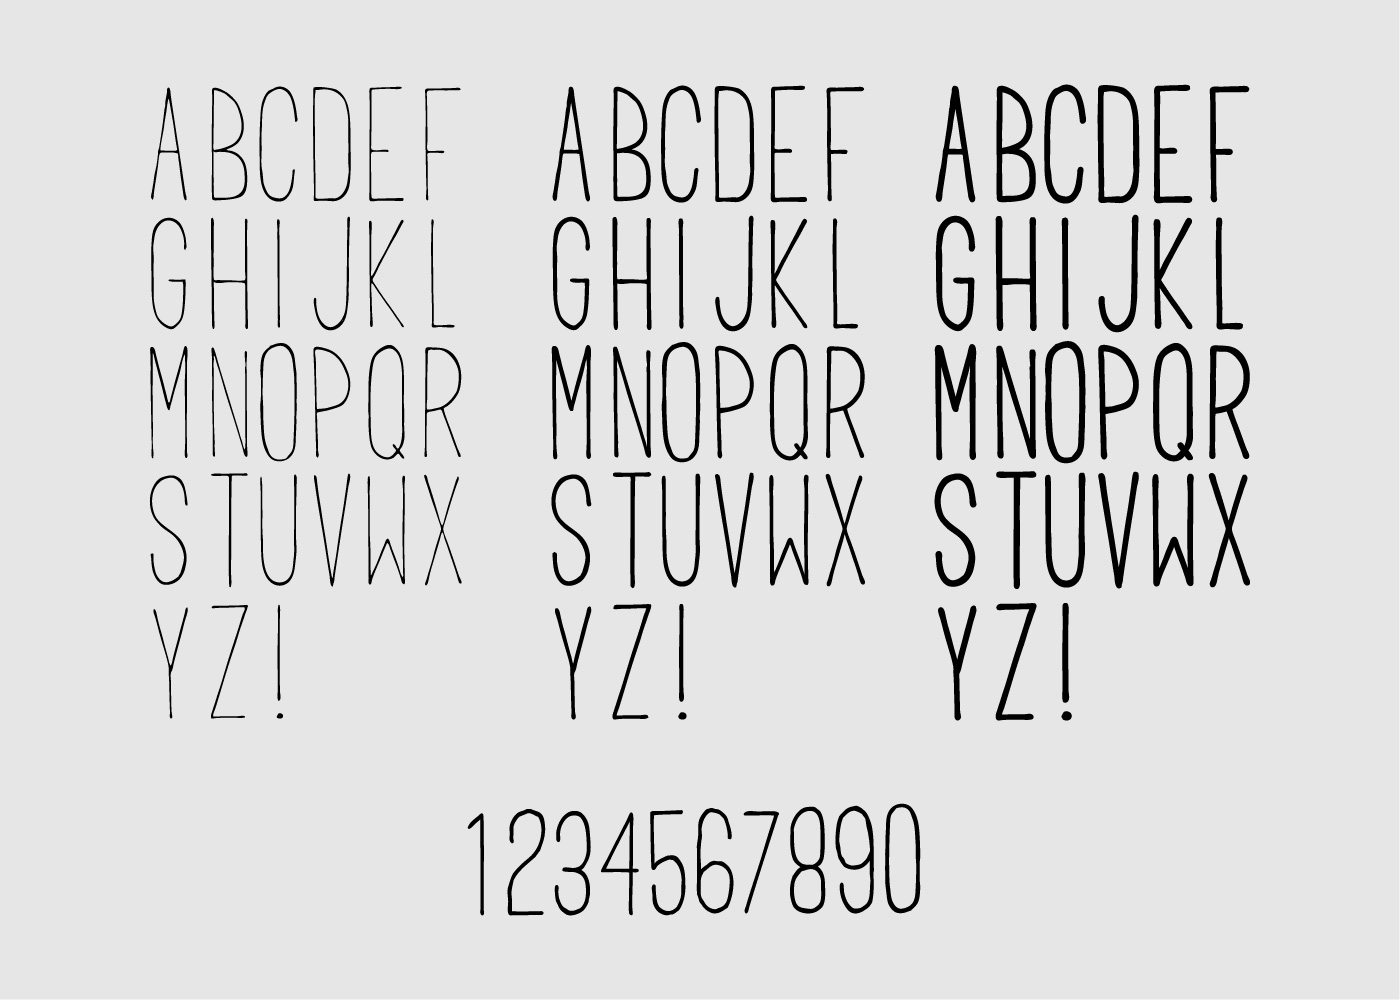 ABCDEF ABCDEF ABCDEF
GHIJKL GHIJKL GHIJKL
MNOPQR MNOPQR MNOPQR
STUVWX STUVWX STUVWX
YZ! YZ! YZ!
1234567890